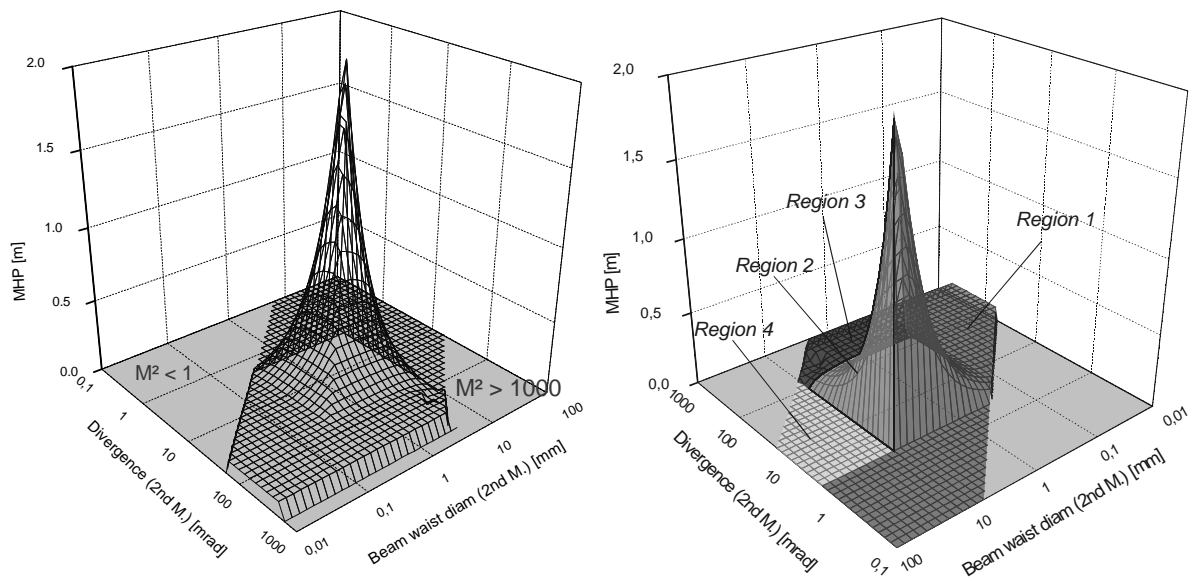 2.0
1.5
1.0
0.5
0.0
MHP [m]
0,1
1
10
100
1000
Divergence (2nd M.) [mrad]
0,01
0,1
1
10
100
Beam waist diam (2nd M.) [mm]
M² < 1
M² > 1000
2,0
1,5
1,0
0,5
0,0
MHP [m]
1000
100
10
1
0,1
Divergence (2nd M.) [mrad]
100
10
1
0,1
0,01
Beam waist diam (2nd M.) [mm]
Region 3
Region 1
Region 2
Region 4